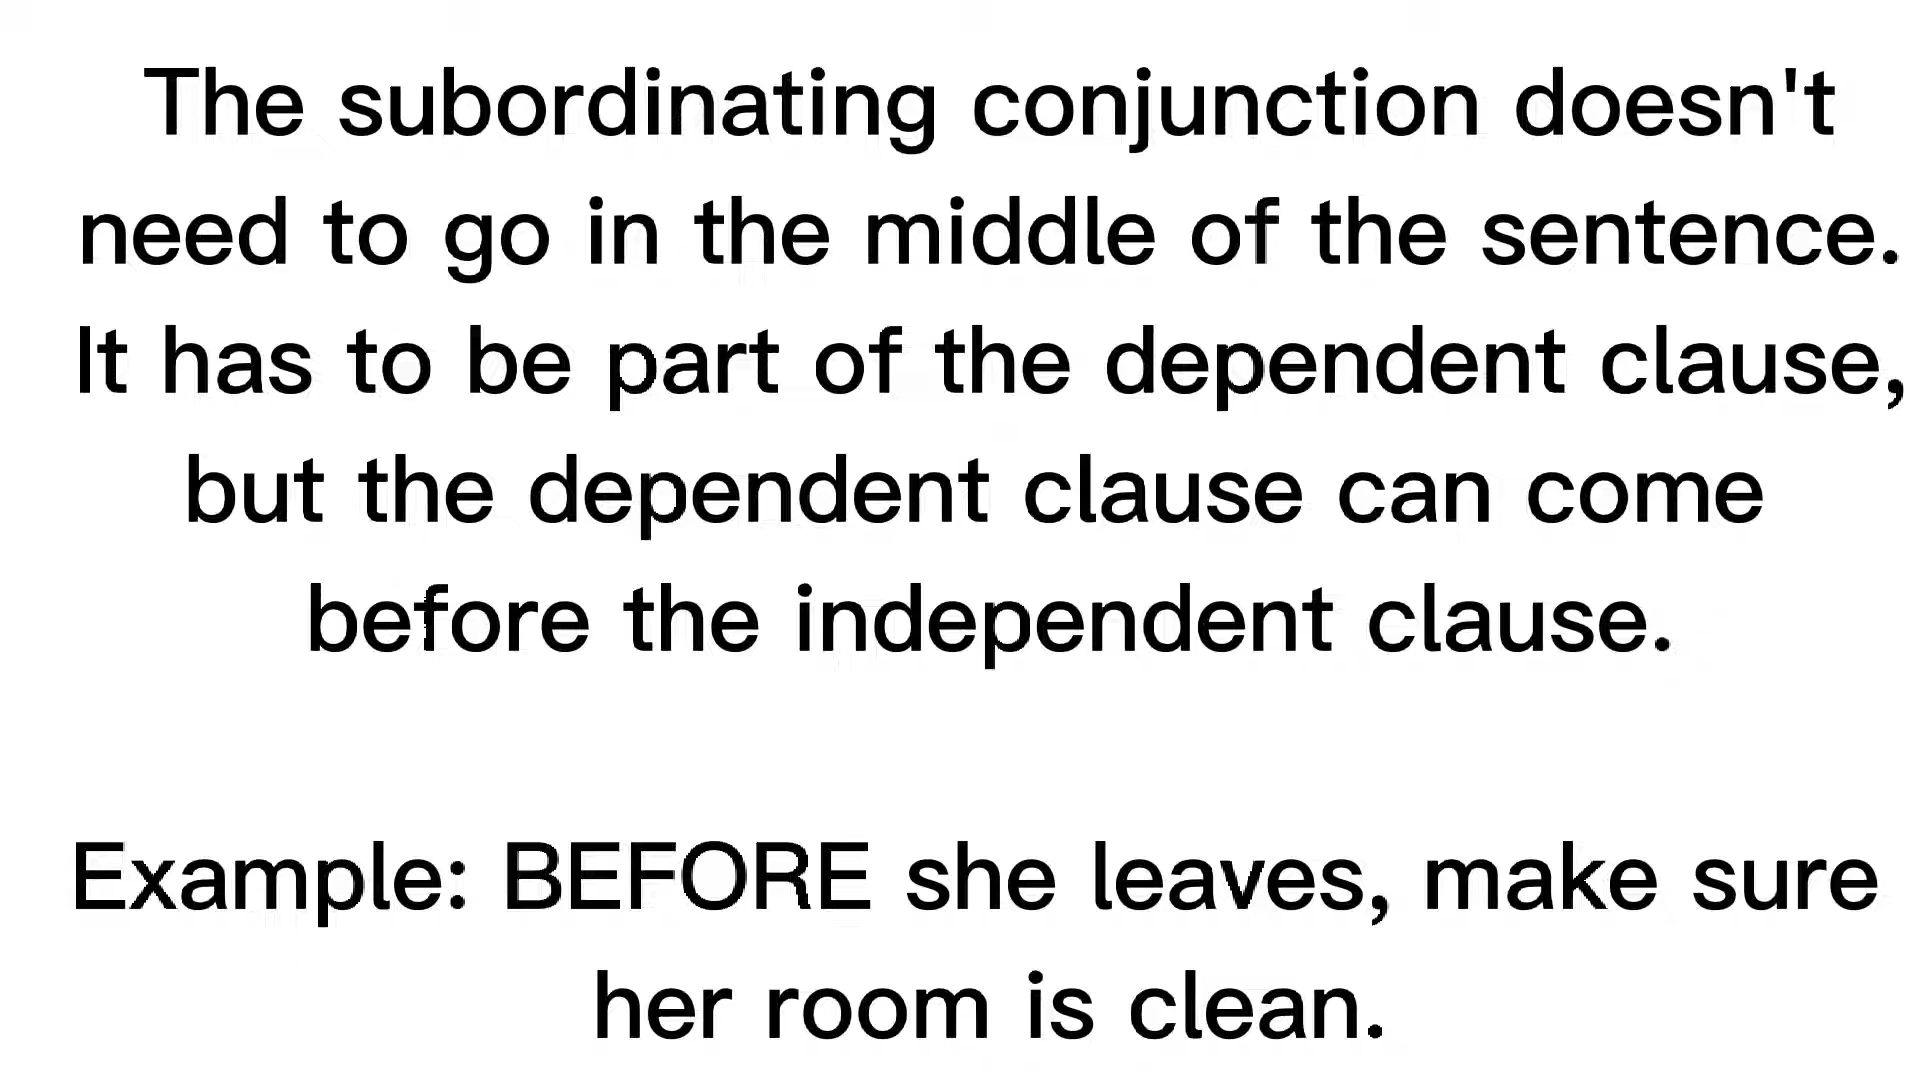 The subordinating conjunction doesn't
need to go in the middle of the sentence.
It has to be part of the dependent clause,
but the dependent clause can come
before the independent clause.
Example: BEFORE she leaves, make sure
her room is clean.